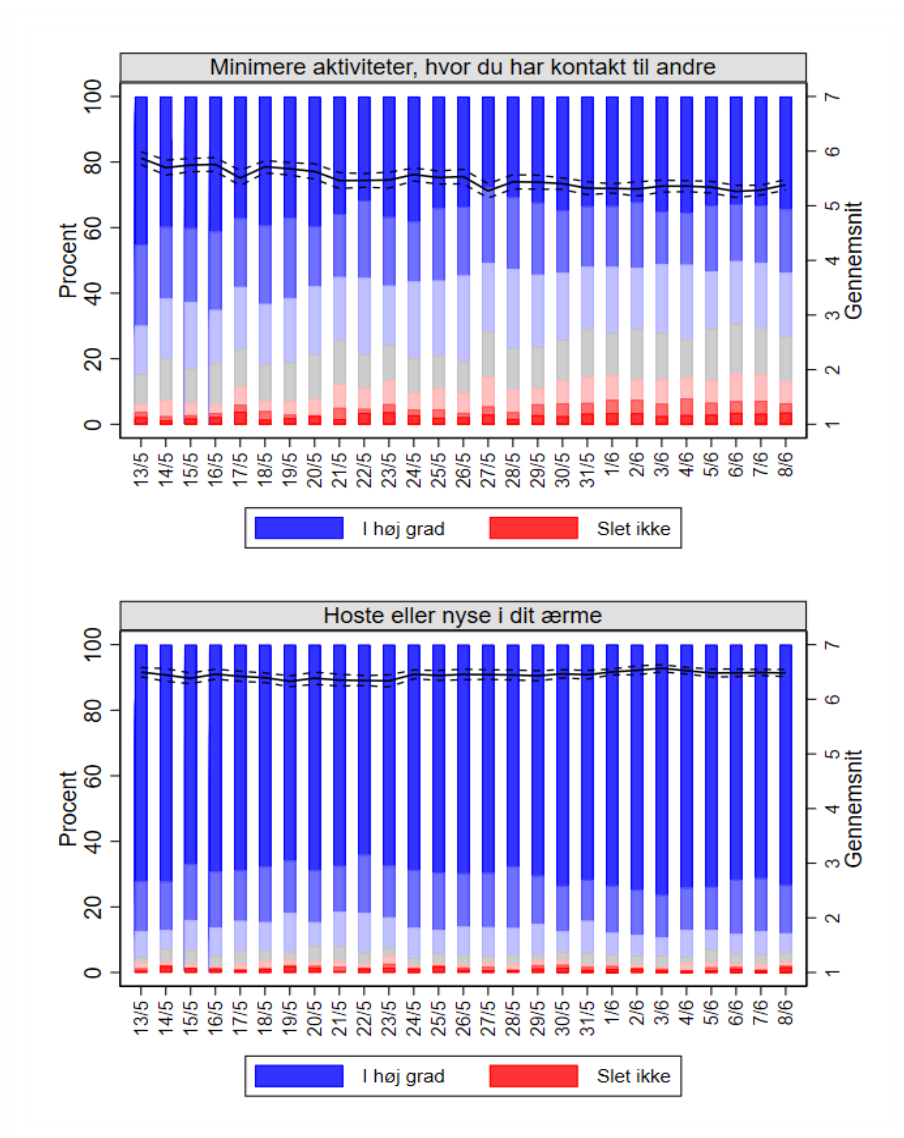 Minimere aktiviteter, hvor du har kontakt til andre
Procent
0 20 40 60 80 100
1 2 3 4 5 6 7
Gennemsnit
13/5 14/5 15/5 16/5 17/5 18/5 19/5 20/5 21/5 22/5 23/5 24/5 25/5 26/5 27/5 28/5 29/5 30/5 31/5 1/6 2/6 3/6 4/6 5/6 6/6 7/6 8/6
I høj grad Slet ikke
Hoste eller nyse i dit ærme
Procent
0 20 40 60 80 100
1 2 3 4 5 6 7
Gennemsnit
13/5 14/5 15/5 16/5 17/5 18/5 19/5 20/5 21/5 22/5 23/5 24/5 25/5 26/5 27/5 28/5 29/5 30/5 31/5 1/6 2/6 3/6 4/6 5/6 6/6 7/6 8/6
I høj grad Slet ikke